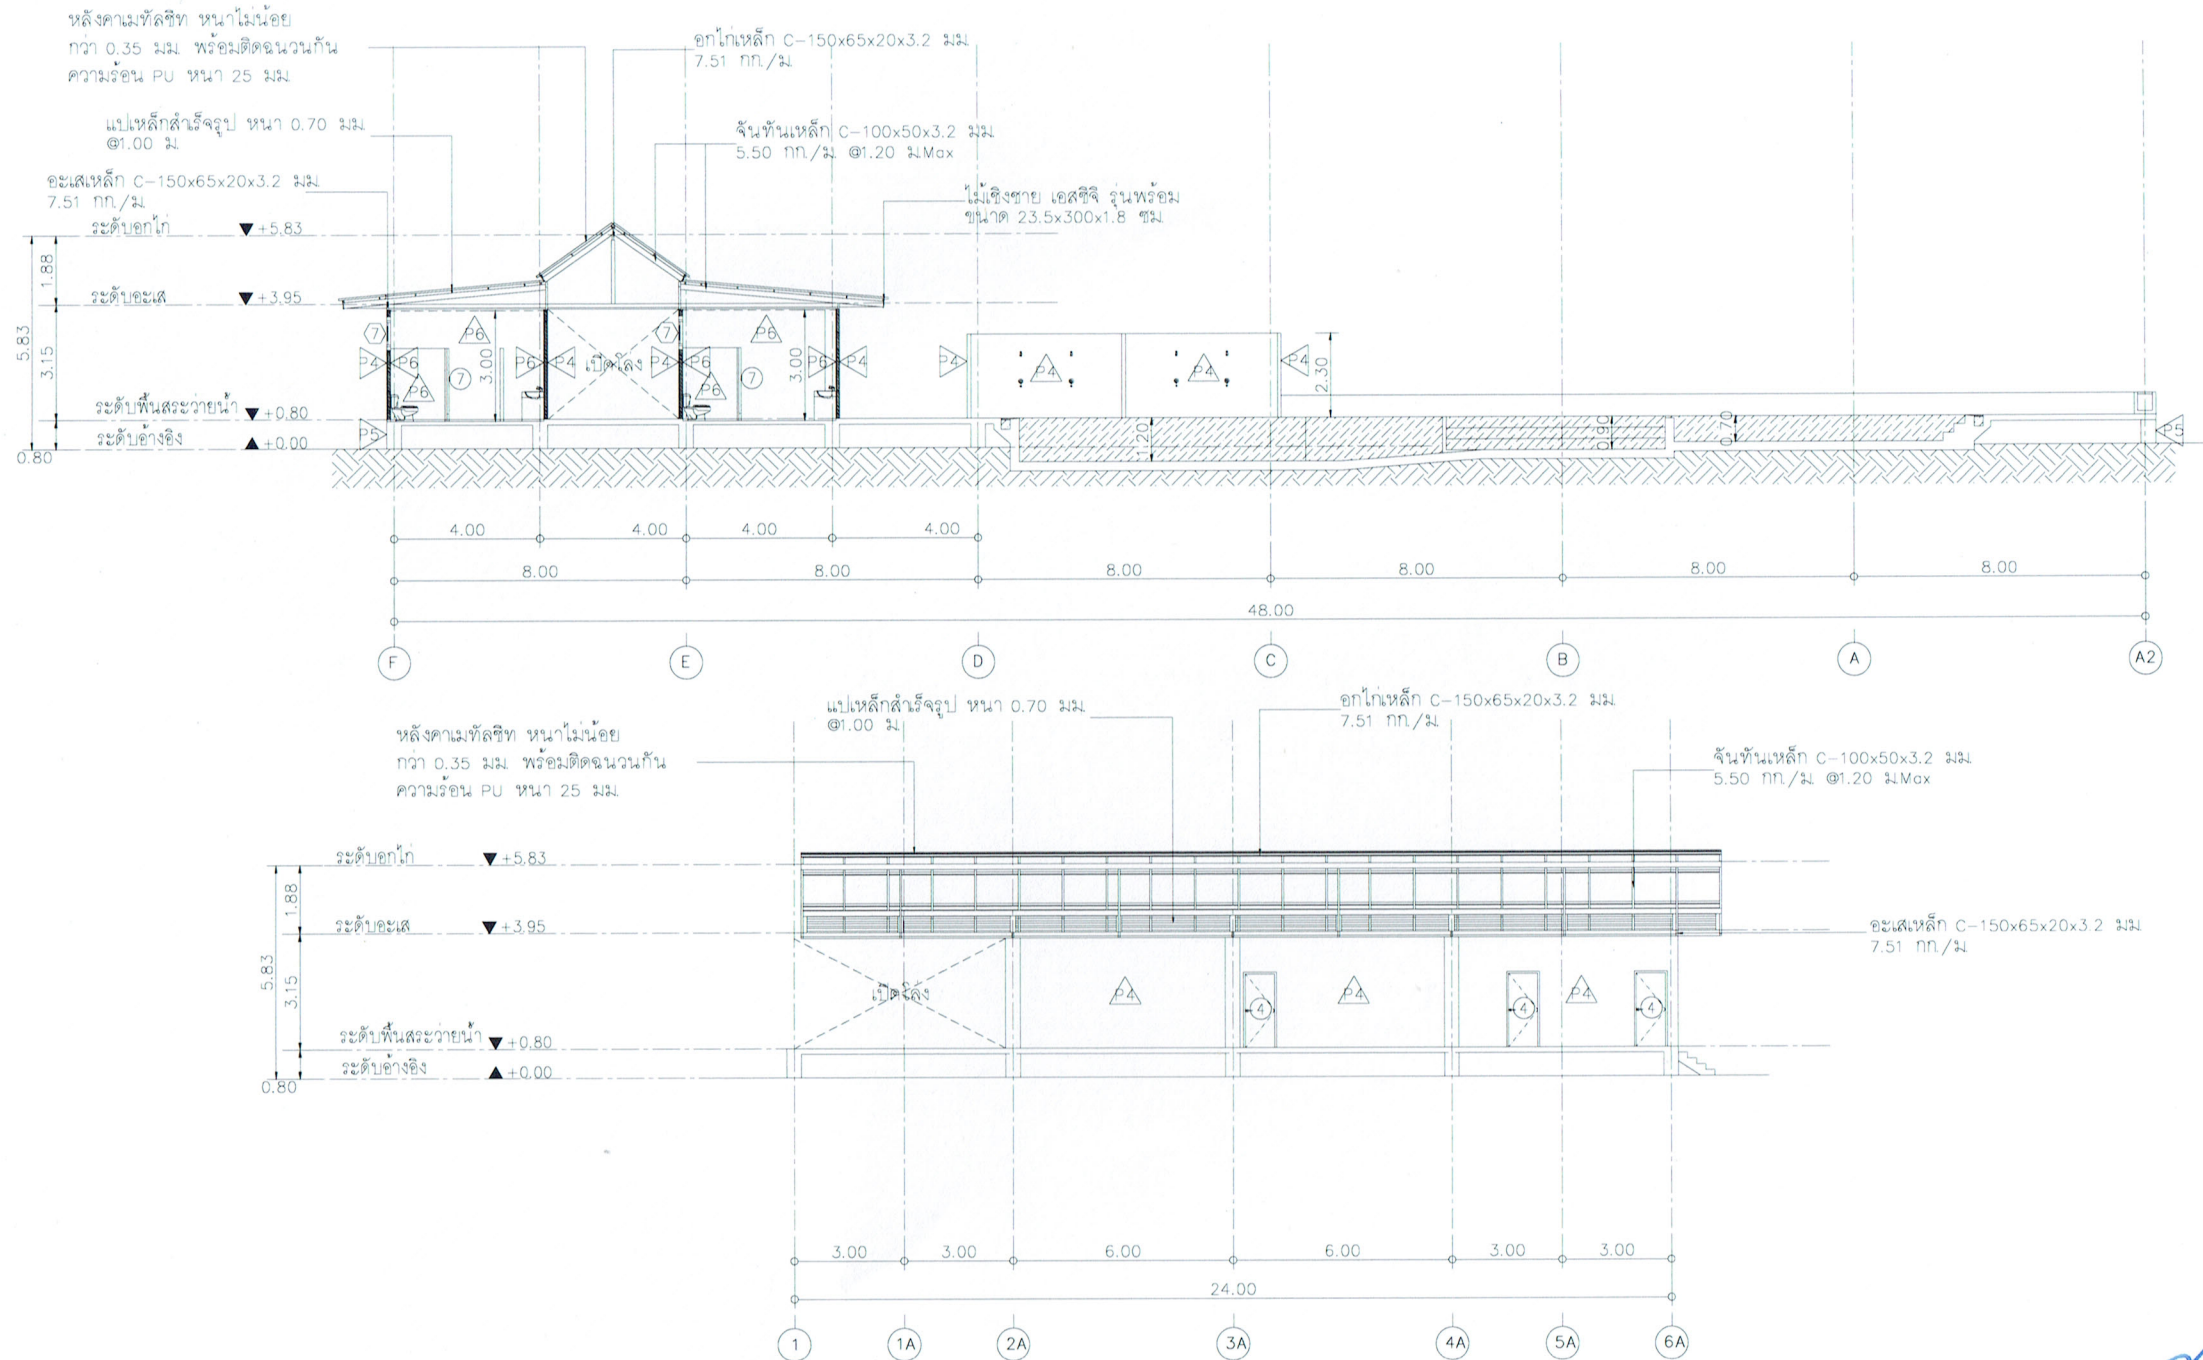 หลังคาเมทัลชีท หนาไม่น้อย
กว่า 0.35 มม. พร้อมติดฉนวนกัน
ความร้อน PU หนา 25 มม.
อกไก่เหล็ก C-150x65x20x3.2 มม.
7.51 กก./ม.
แปเหล็กสำเร็จรูป หนา 0.70 มม.
@1.00 ม.
จันทันเหล็ก C-100x50x3.2 มม.
5.50 กก./ม. @1.20 ม.Max
อะเสเหล็ก C-150x65x20x3.2 มม.
7.51 กก./ม.
ไม้เชิงชาย เอสซีจี รุ่นพร้อม
ขนาด 23.5x300x1.8 ซม.
ระดับอกไก่ +5.83
ระดับอะเส +3.95
ระดับพื้นสระว่ายน้ำ +0.80
ระดับอ้างอิง +0.00
5.83 1.88 3.15 0.80
7 P6 7 P6
P4 P6 3.00 P6 P4 เปิดโล่ง P4 P6 3.00 P6 P4 P4 P4 P4 P4 2.30
P6 7 P6 7
P5 1.20 0.90 0.70 P5
4.00 4.00 4.00 4.00
8.00 8.00 8.00 8.00 8.00 8.00
48.00
F E D C B A A2
แปเหล็กสำเร็จรูป หนา 0.70 มม.
@1.00 ม.
อกไก่เหล็ก C-150x65x20x3.2 มม.
7.51 กก./ม.
หลังคาเมทัลชีท หนาไม่น้อย
กว่า 0.35 มม. พร้อมติดฉนวนกัน
ความร้อน PU หนา 25 มม.
จันทันเหล็ก C-100x50x3.2 มม.
5.50 กก./ม. @1.20 ม.Max
ระดับอกไก่ +5.83
ระดับอะเส +3.95
อะเสเหล็ก C-150x65x20x3.2 มม.
7.51 กก./ม.
5.83 1.88 3.15 0.80
เปิดโล่ง P4 4 P4 4 P4 4
ระดับพื้นสระว่ายน้ำ +0.80
ระดับอ้างอิง +0.00
3.00 3.00 6.00 6.00 3.00 3.00
24.00
1 1A 2A 3A 4A 5A 6A